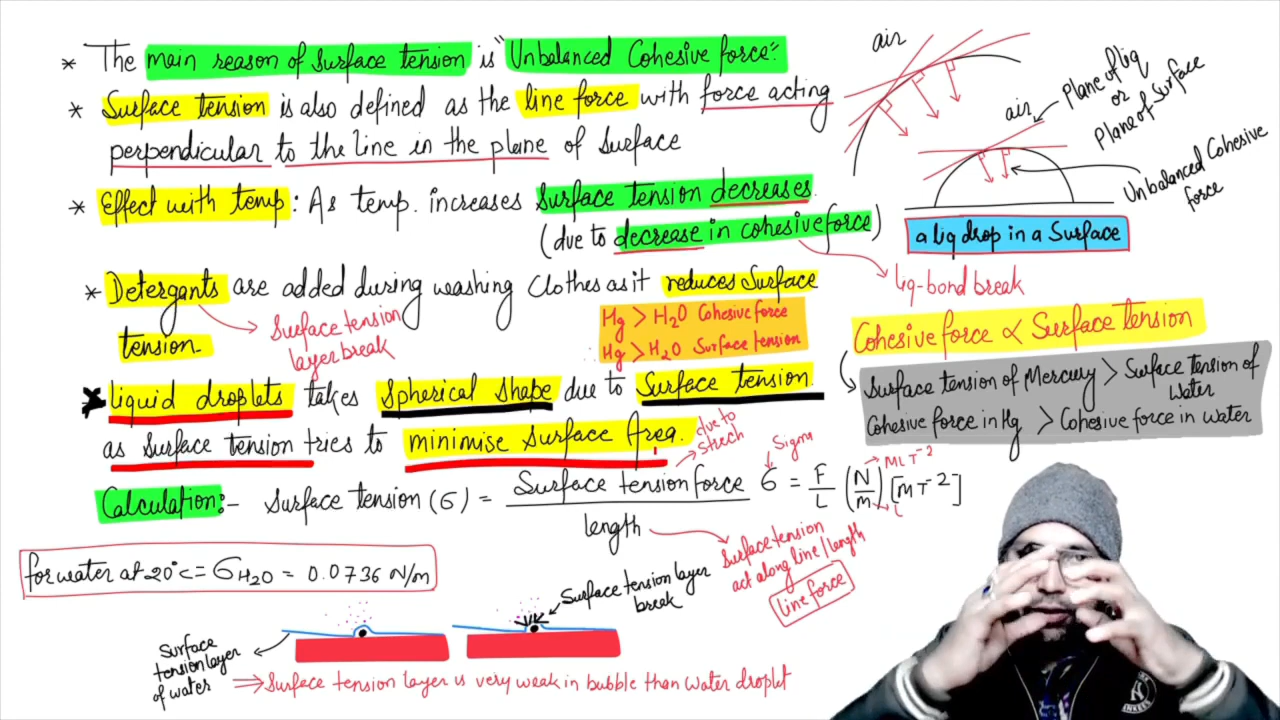 * The main reason of Surface tension is "Unbalanced Cohesive force".
* Surface tension is also defined as the line force with force acting
perpendicular to the line in the plane of Surface
* Effect with temp: As temp. increases Surface tension decreases.
(due to decrease in cohesive force)
liq-bond break
* Detergants are added during washing Clothes as it reduces Surface
tension.
Surface tension
layer break
Hg > H2O Cohesive force
Hg > H2O Surface tension
* liquid droplets takes Spherical Shape due to Surface tension.
as Surface tension tries to minimise Surface Area.
due to
strech
Calculation:- Surface tension (σ) = Surface tension force
length
Sigma
σ = F/L (N/m) [MT-2]
MLT-2
L
Surface tension
act along line/length
line force
for water at 20°c = σH2O = 0.0736 N/m
Surface tension layer
break
Surface
tension layer
of water
⇒ Surface tension layer is very weak in bubble than water droplet
air
air
Plane of liq
or
Plane of Surface
Unbalanced Cohesive
force
a liq drop in a Surface
Cohesive force ∝ Surface tension
Surface tension of Mercury > Surface tension of
Water
Cohesive force in Hg > Cohesive force in water